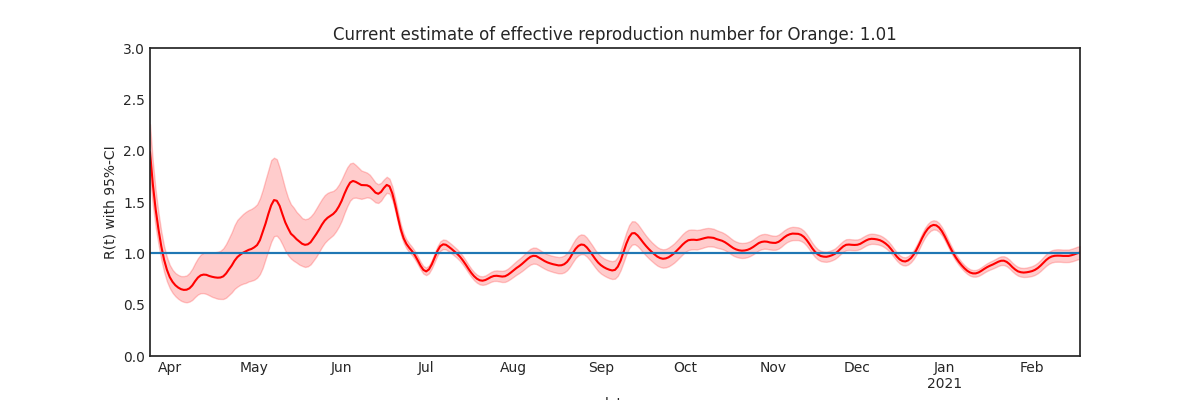 Current estimate of effective reproduction number for Orange: 1.01
R(t) with 95%-CI
3.0
2.5
2.0
1.5
1.0
0.5
0.0
Apr May Jun Jul Aug Sep Oct Nov Dec Jan Feb
2021